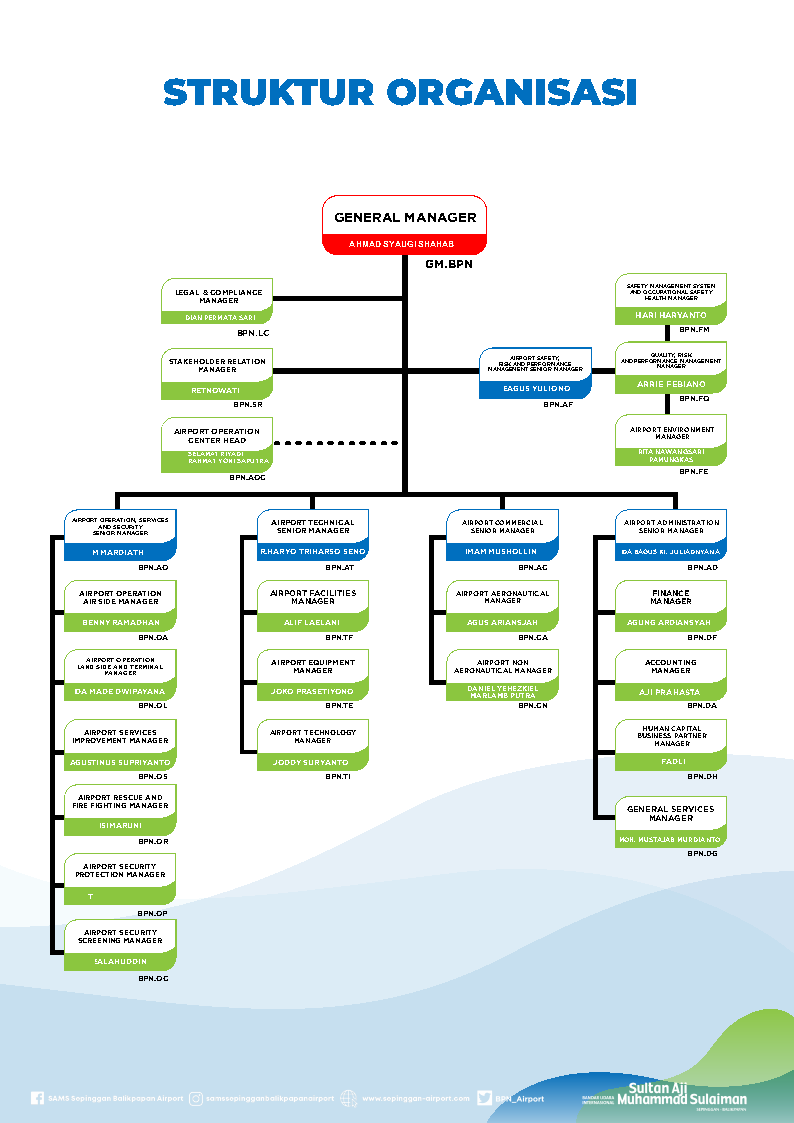 STRUKTUR ORGANISASI
GENERAL MANAGER
AHMAD SYAUGI SHAHAB
GM.BPN
LEGAL & COMPLIANCE
MANAGER
DIAN PERMATA SARI
BPN.LC
STAKEHOLDER RELATION
MANAGER
RETNOWATI
BPN.SR
AIRPORT OPERATION
CENTER HEAD
SELAMAT RIYADI
RAHMAT YONI SAPUTRA
BPN.AOC
AIRPORT SAFETY,
RISK AND PERFORMANCE
MANAGEMENT SENIOR MANAGER
BAGUS YULIONO
BPN.AF
SAFETY MANAGEMENT SYSTEM
AND OCCUPATIONAL SAFETY
HEALTH MANAGER
HARI HARYANTO
BPN.FM
QUALITY, RISK
AND PERFORMANCE MANAGEMENT
MANAGER
ARRIE FEBIANO
BPN.FQ
AIRPORT ENVIRONMENT
MANAGER
RITA NAWANGSARI
PAMUNGKAS
BPN.FE
AIRPORT OPERATION, SERVICES
AND SECURITY
SENIOR MANAGER
M MARDIATH
BPN.AO
AIRPORT OPERATION
AIR SIDE MANAGER
BENNY RAMADHAN
BPN.OA
AIRPORT OPERATION
LAND SIDE AND TERMINAL
MANAGER
IDA MADE DWIPAYANA
BPN.OL
AIRPORT SERVICES
IMPROVEMENT MANAGER
AGUSTINUS SUPRIYANTO
BPN.OS
AIRPORT RESCUE AND
FIRE FIGHTING MANAGER
ISIMARUNI
BPN.OR
AIRPORT SECURITY
PROTECTION MANAGER
T
BPN.OP
AIRPORT SECURITY
SCREENING MANAGER
SALAHUDDIN
BPN.OC
AIRPORT TECHNICAL
SENIOR MANAGER
R.HARYO TRIHARSO SENO
BPN.AT
AIRPORT FACILITIES
MANAGER
ALIF LAELANI
BPN.TF
AIRPORT EQUIPMENT
MANAGER
JOKO PRASETIYONO
BPN.TE
AIRPORT TECHNOLOGY
MANAGER
JODDY SURYANTO
BPN.TI
AIRPORT COMMERCIAL
SENIOR MANAGER
IMAM MUSHOLLIN
BPN.AC
AIRPORT AERONAUTICAL
MANAGER
AGUS ARIANSJAH
BPN.CA
AIRPORT NON
AERONAUTICAL MANAGER
DANIEL YEHEZKIEL
MARLAMB PUTRA
BPN.CN
AIRPORT ADMINISTRATION
SENIOR MANAGER
IDA BAGUS KI. JULIADNYANA
BPN.AD
FINANCE
MANAGER
AGUNG ARDIANSYAH
BPN.DF
ACCOUNTING
MANAGER
AJI PRAHASTA
BPN.DA
HUMAN CAPITAL
BUSINESS PARTNER
MANAGER
FADLI
BPN.DH
GENERAL SERVICES
MANAGER
MOH. MUSTAJAB MURDIANTO
BPN.DG
SAMS Sepinggan Balikpapan Airport
samssepingganbalikpapanairport
www.sepinggan-airport.com
BPN_Airport
BANDAR UDARA
INTERNASIONAL
Sultan Aji
Muhammad Sulaiman
SEPINGGAN - BALIKPAPAN